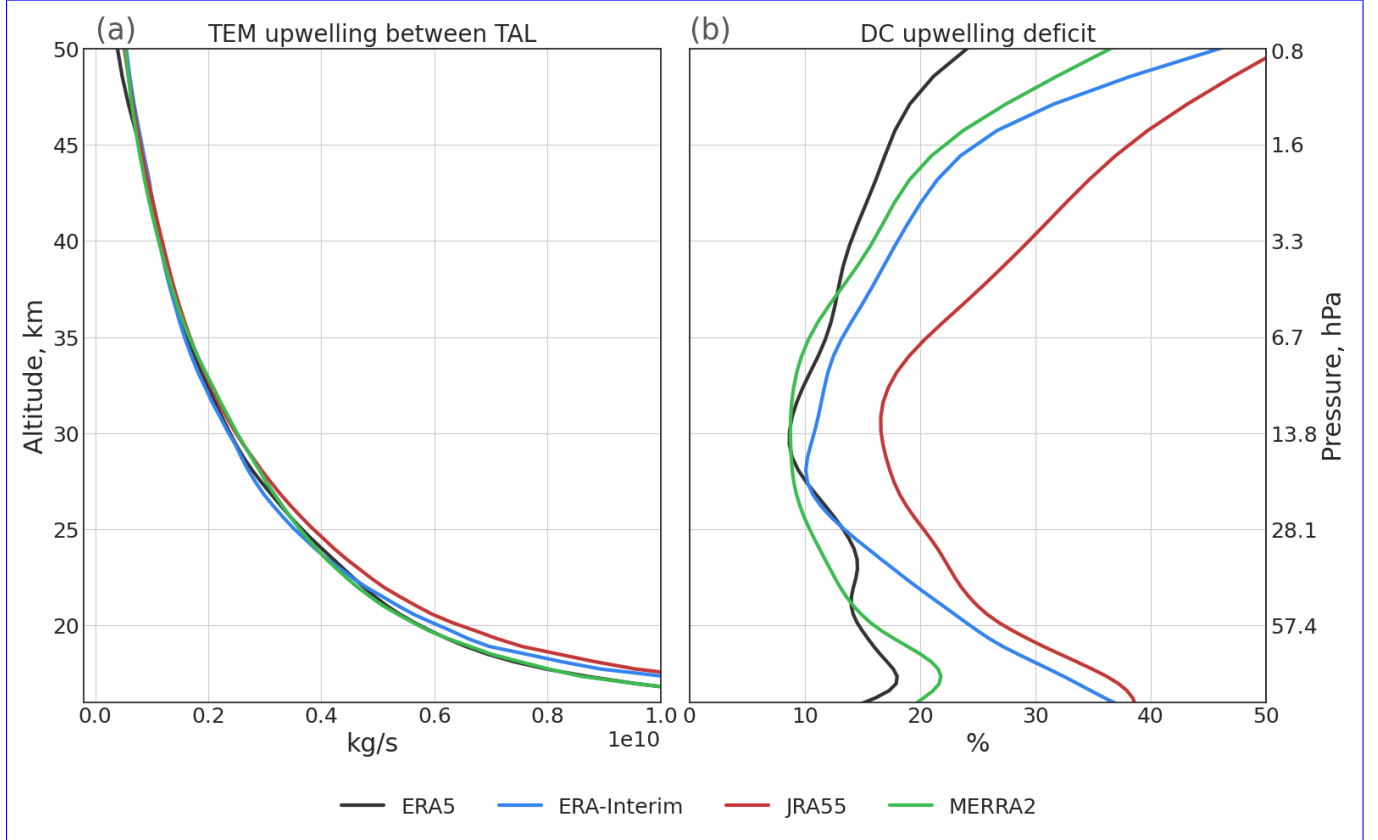 (a) TEM upwelling between TAL
(b) DC upwelling deficit
50
45
40
35
30
25
20
Altitude, km
0.0 0.2 0.4 0.6 0.8 1.0
1e10
kg/s
0 10 20 30 40 50
%
0.8
1.6
3.3
6.7
13.8
28.1
57.4
Pressure, hPa
ERA5 ERA-Interim JRA55 MERRA2